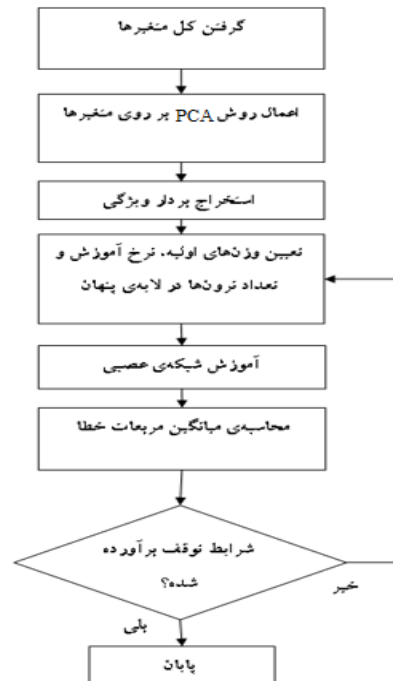 گرفتن کل متغیرها
اعمال روش PCA بر روی متغیرها
استخراج بردار ویژگی
تعیین وزن‌های اولیه، نرخ آموزش و
تعداد نرون‌ها در لایه‌ی پنهان
آموزش شبکه‌ی عصبی
محاسبه‌ی میانگین مربعات خطا
شرایط توقف برآورده
شده؟
خیر
بلی
پایان